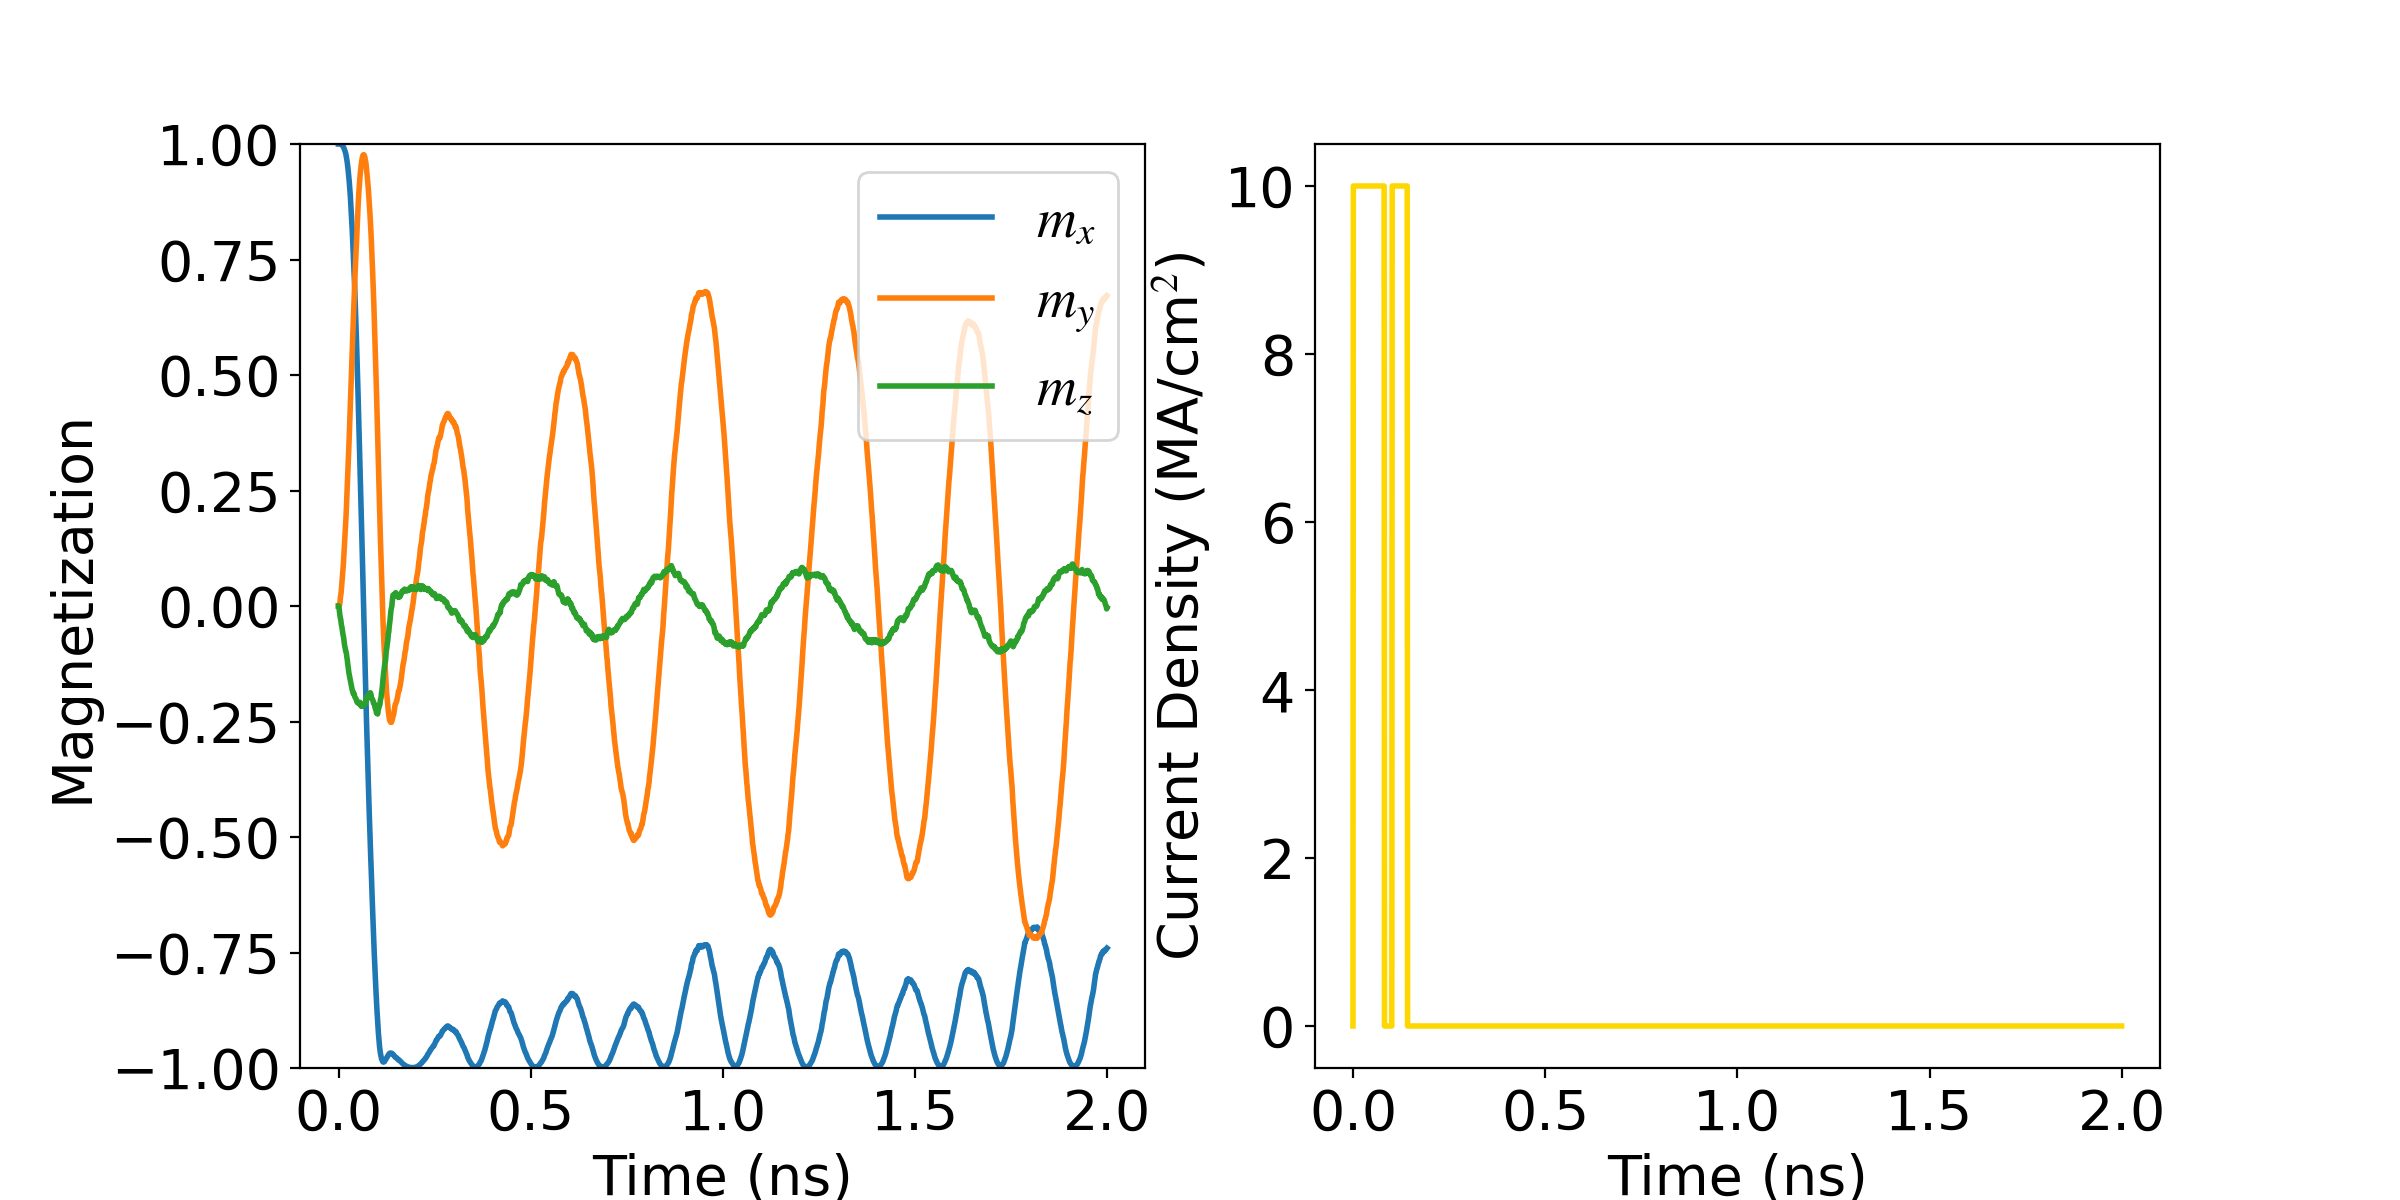 1.00
0.75
0.50
0.25
0.00
−0.25
−0.50
−0.75
−1.00
Magnetization
0.0 0.5 1.0 1.5 2.0
Time (ns)
m_x
m_y
m_z
10
8
6
4
2
0
Current Density (MA/cm²)
0.0 0.5 1.0 1.5 2.0
Time (ns)